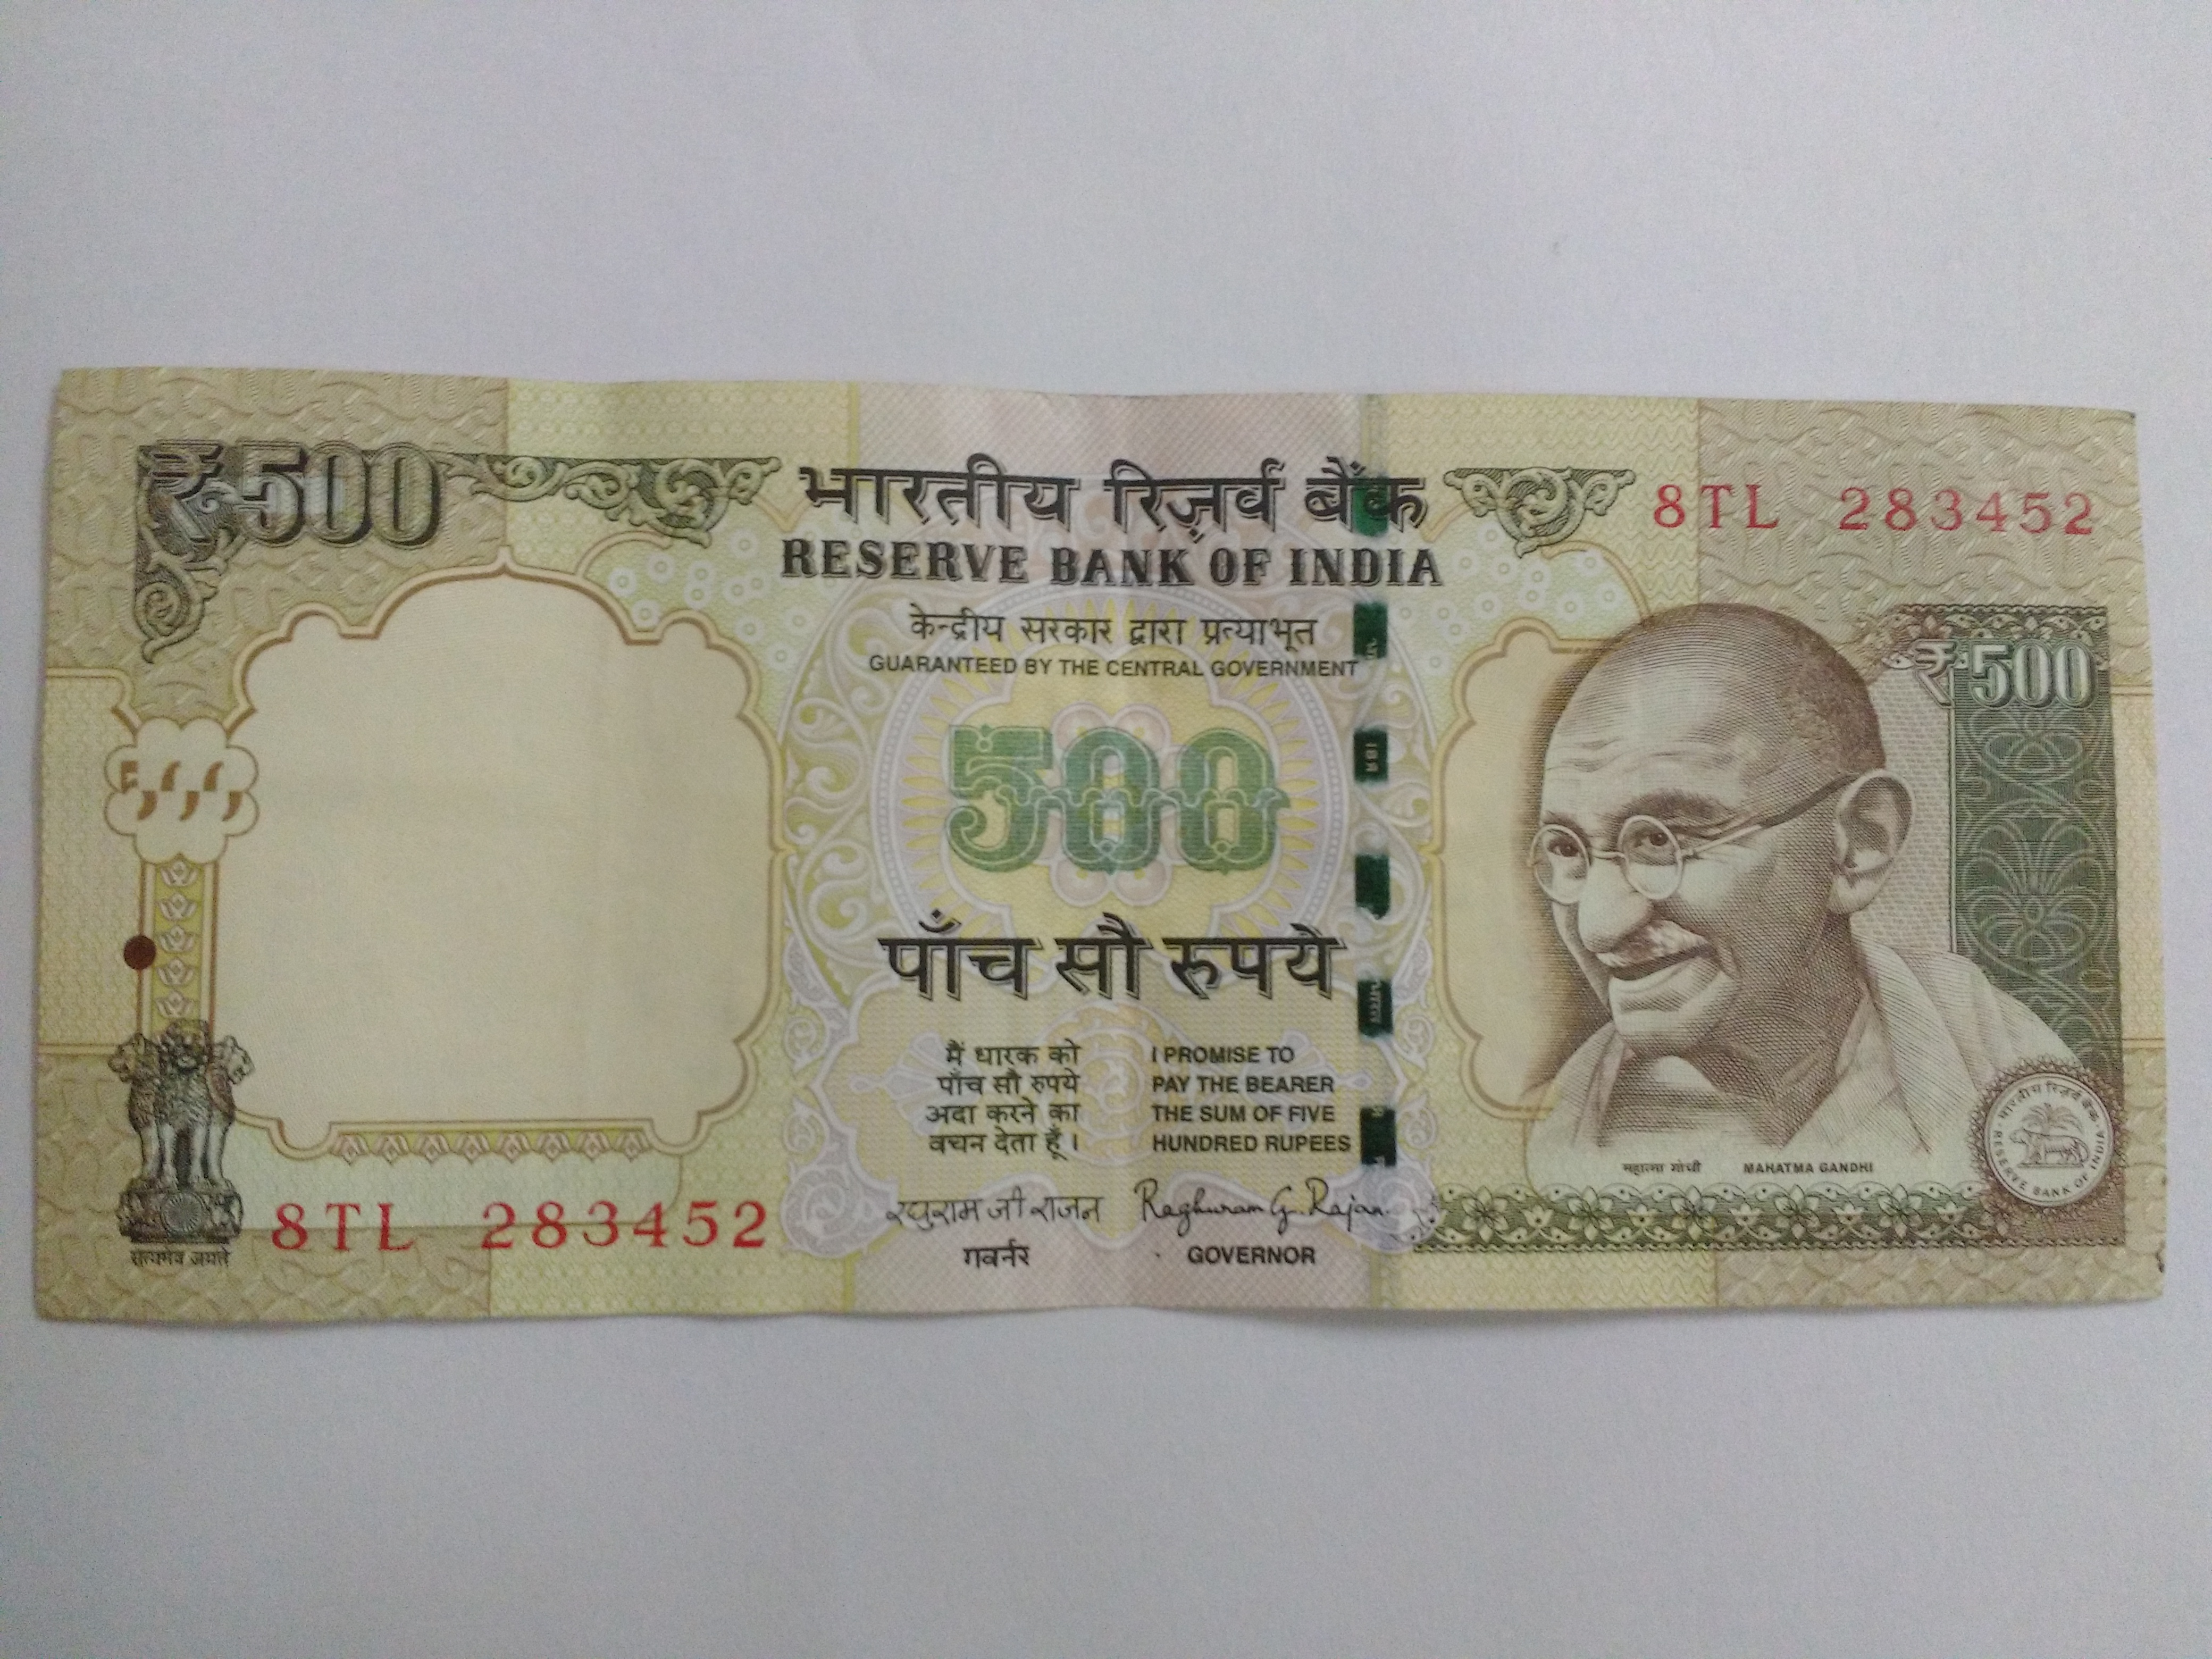 ₹500
भारतीय रिज़र्व बैंक
8TL 283452
RESERVE BANK OF INDIA
केन्द्रीय सरकार द्वारा प्रत्याभूत
GUARANTEED BY THE CENTRAL GOVERNMENT
₹500
500
पाँच सौ रुपये
मैं धारक को
पाँच सौ रुपये
अदा करने का
वचन देता हूँ।
I PROMISE TO
PAY THE BEARER
THE SUM OF FIVE
HUNDRED RUPEES
महात्मा गांधी MAHATMA GANDHI
भारतीय रिज़र्व बैंक
RESERVE BANK OF INDIA
सत्यमेव जयते
8TL 283452
रघुराम जी राजन
Raghuram G. Rajan
गवर्नर
GOVERNOR